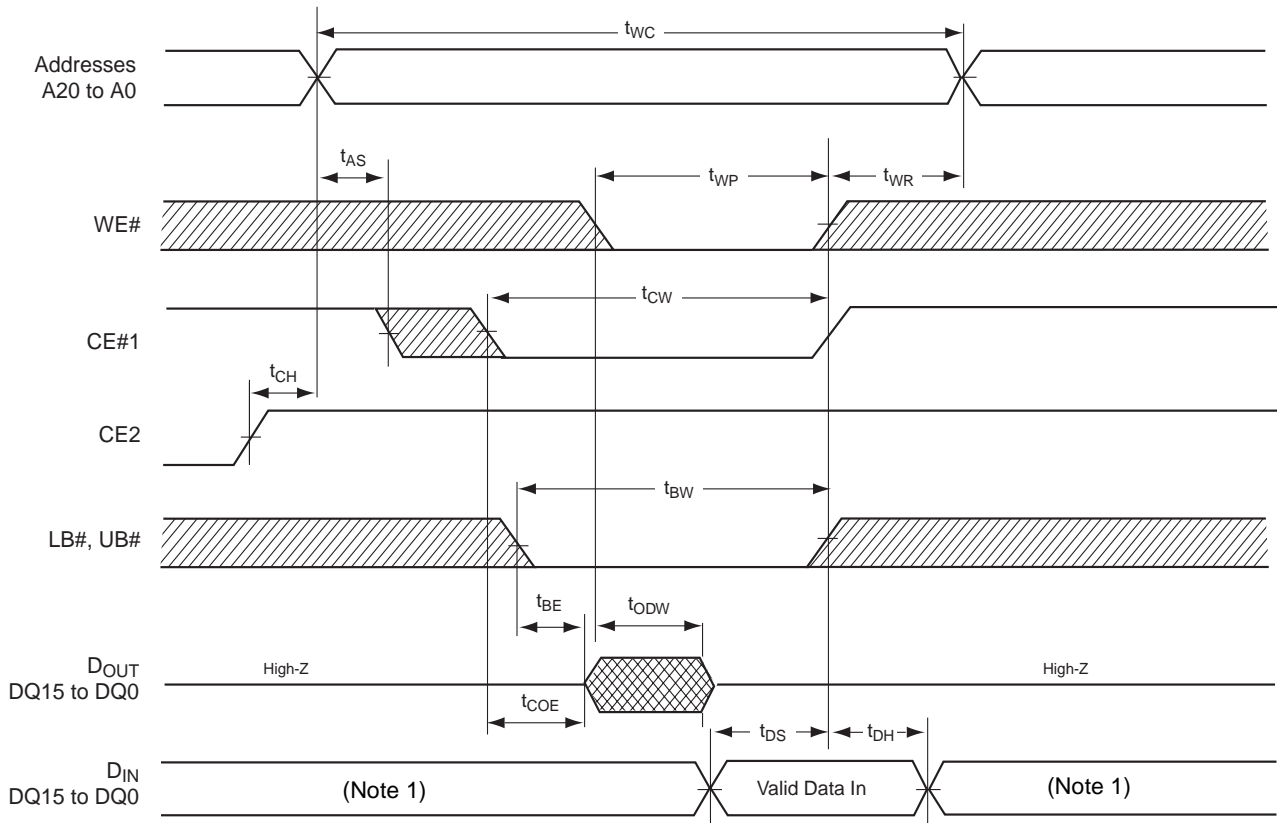 tWC
Addresses
A20 to A0
tAS
tWP
tWR
WE#
tCW
CE#1
tCH
CE2
tBW
LB#, UB#
tBE
tODW
DOUT
DQ15 to DQ0
High-Z
High-Z
tCOE
tDS
tDH
DIN
DQ15 to DQ0
(Note 1)
Valid Data In
(Note 1)